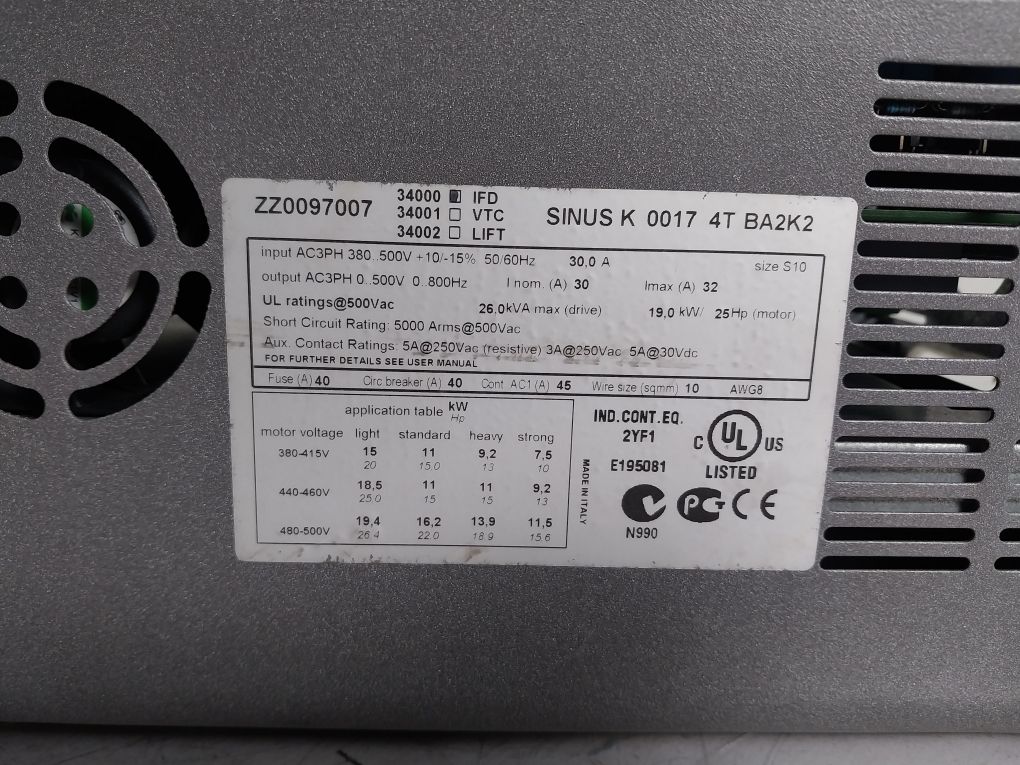 ZZ0097007
34000 IFD
34001 VTC
34002 LIFT
SINUS K 0017 4T BA2K2
input AC3PH 380..500V +10/-15% 50/60Hz 30,0 A size S10
output AC3PH 0..500V 0..800Hz I nom. (A) 30 Imax (A) 32
UL ratings@500Vac 26,0kVA max (drive) 19,0 kW/ 25Hp (motor)
Short Circuit Rating: 5000 Arms@500Vac
Aux. Contact Ratings: 5A@250Vac (resistive) 3A@250Vac 5A@30Vdc
FOR FURTHER DETAILS SEE USER MANUAL
Fuse (A) 40 Circ breaker (A) 40 Cont. AC1 (A) 45 Wire size (sqmm) 10 AWG8
application table kW
Hp
motor voltage light standard heavy strong
380-415V 15 11 9,2 7,5
20 15,0 13 10
440-460V 18,5 11 11 9,2
25,0 15 15 13
480-500V 19,4 16,2 13,9 11,5
26,4 22,0 18,9 15,6
MADE IN ITALY
IND.CONT.EQ.
2YF1
E195081
C UL US
LISTED
N990
CE